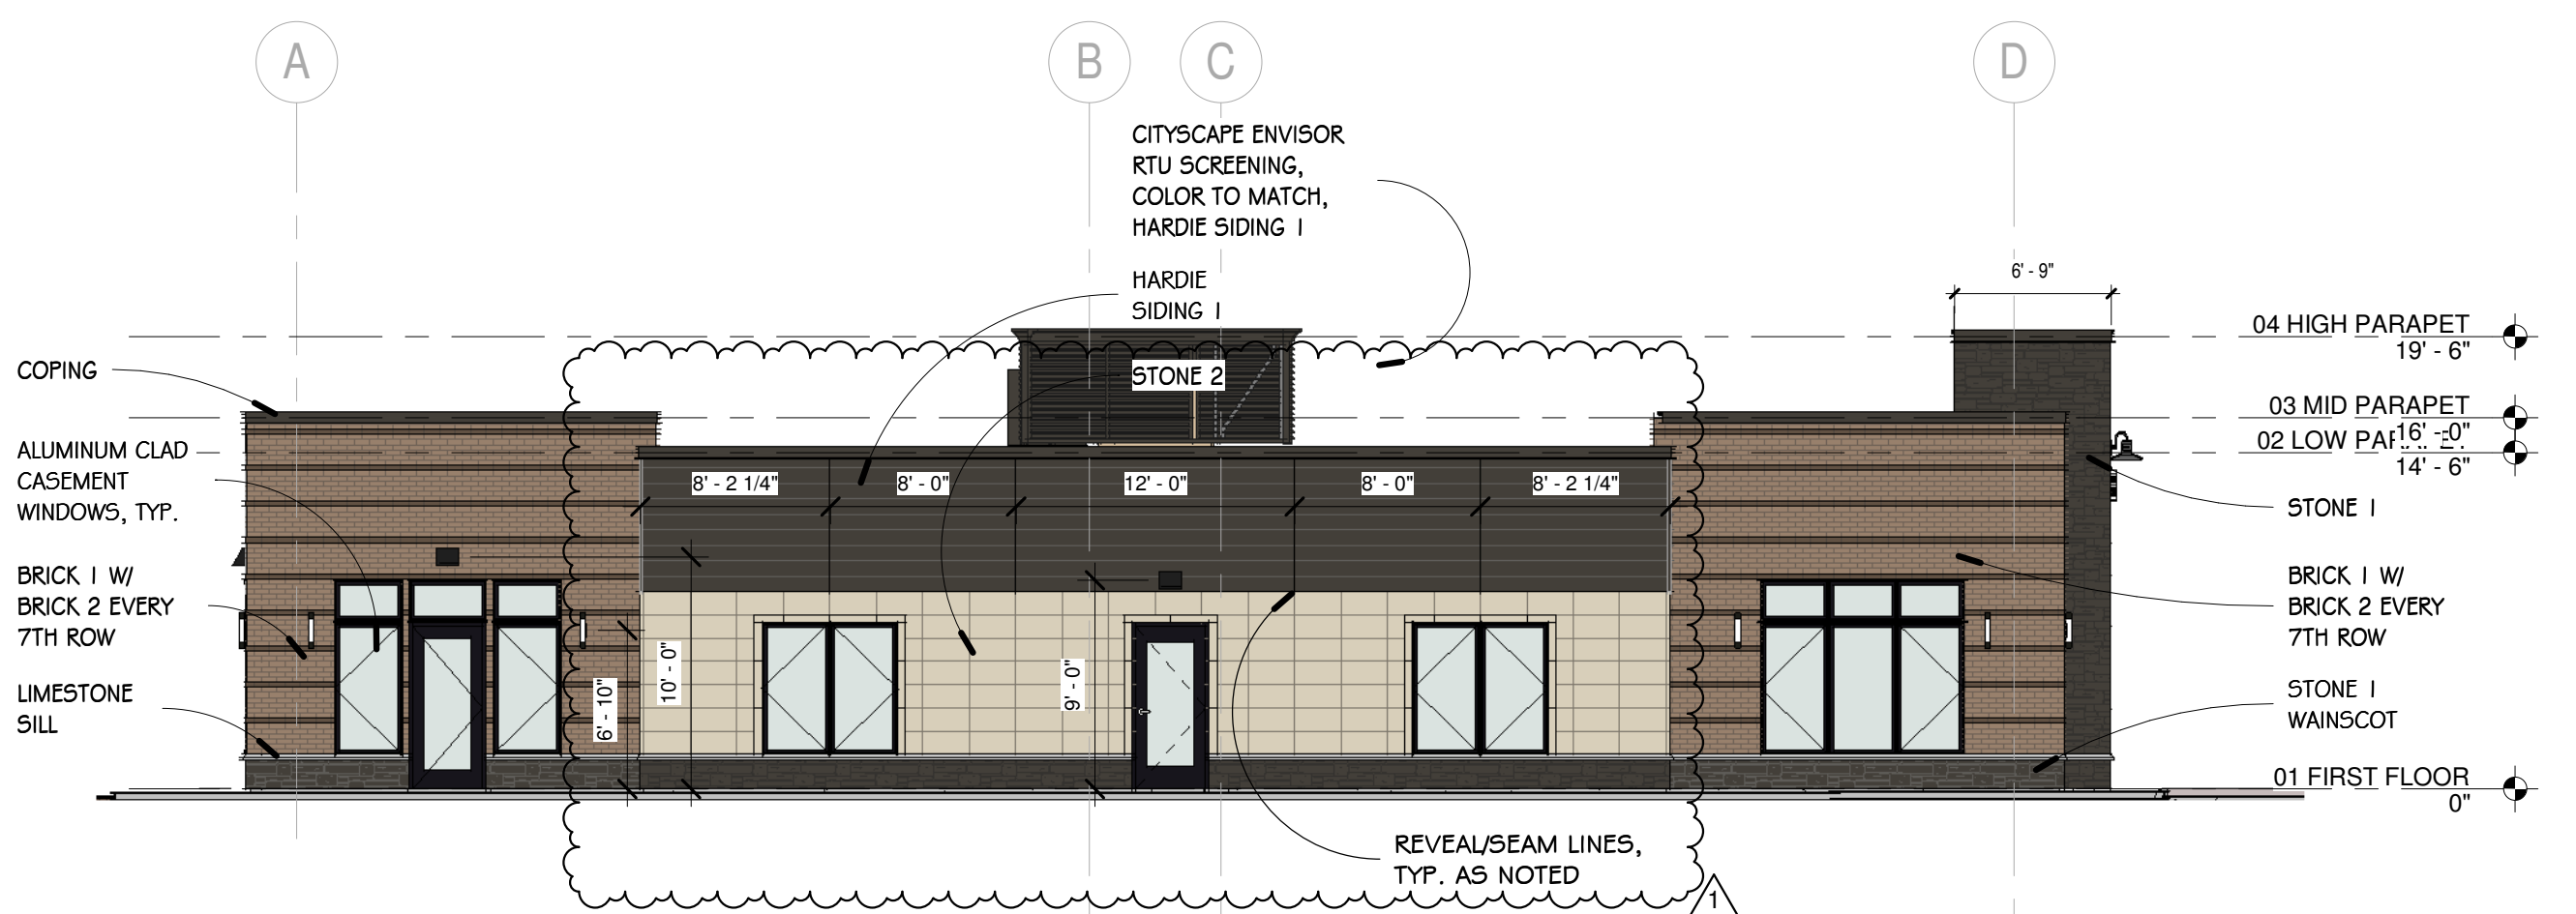 A
B
C
D
CITYSCAPE ENVISOR
RTU SCREENING,
COLOR TO MATCH,
HARDIE SIDING 1
HARDIE
SIDING 1
6' - 9"
04 HIGH PARAPET
19' - 6"
COPING
STONE 2
03 MID PARAPET
16' - 0"
02 LOW
14' - 6"
ALUMINUM CLAD
CASEMENT
WINDOWS, TYP.
8' - 2 1/4"
8' - 0"
12' - 0"
8' - 0"
8' - 2 1/4"
STONE 1
BRICK 1 W/
BRICK 2 EVERY
7TH ROW
BRICK 1 W/
BRICK 2 EVERY
7TH ROW
6' - 10"
10' - 0"
9' - 0"
LIMESTONE
SILL
STONE 1
WAINSCOT
01 FIRST FLOOR
0"
REVEAL/SEAM LINES,
TYP. AS NOTED
1